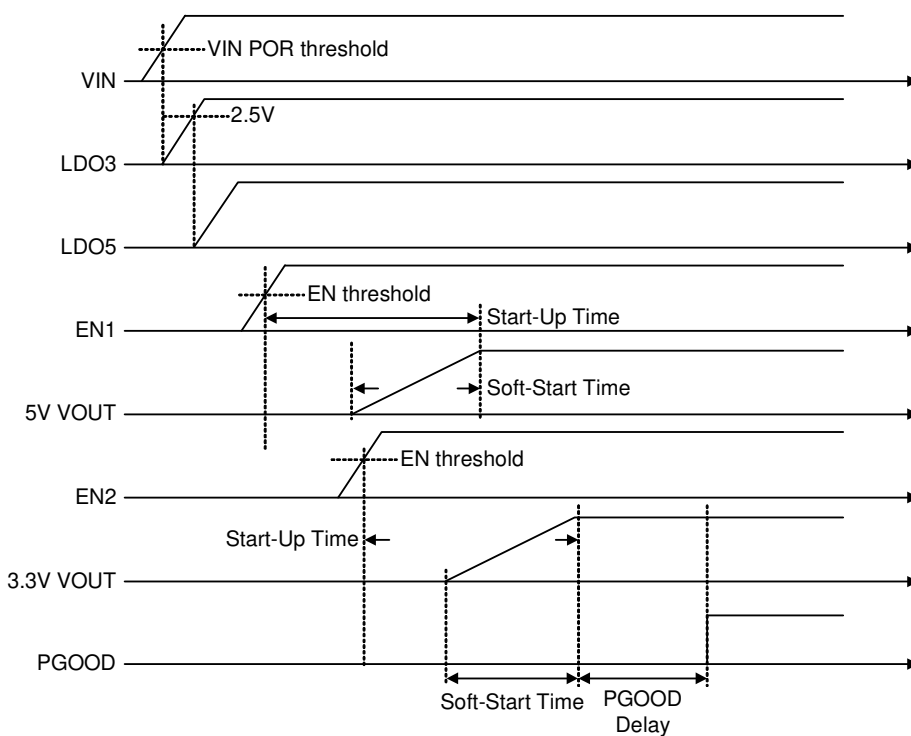 VIN POR threshold
VIN
2.5V
LDO3
LDO5
EN threshold
EN1
Start-Up Time
Soft-Start Time
5V VOUT
EN threshold
EN2
Start-Up Time
3.3V VOUT
PGOOD
Soft-Start Time
PGOOD
Delay